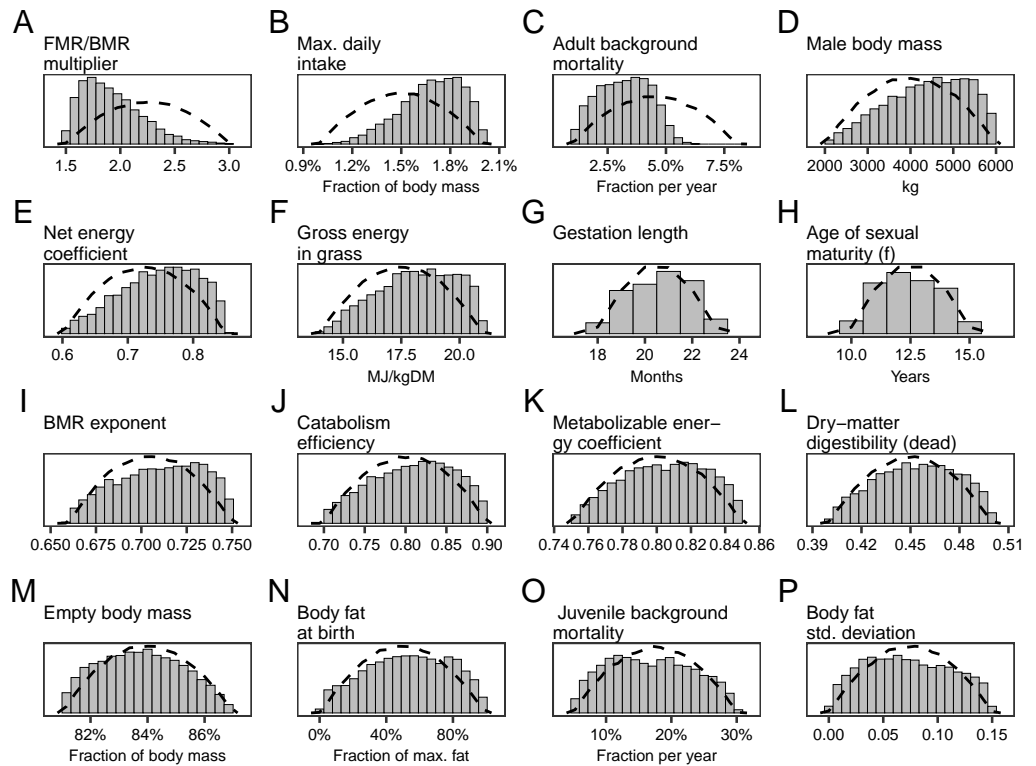 A
FMR/BMR
multiplier
1.5 2.0 2.5 3.0
B
Max. daily
intake
0.9% 1.2% 1.5% 1.8% 2.1%
Fraction of body mass
C
Adult background
mortality
2.5% 5.0% 7.5%
Fraction per year
D
Male body mass
2000 3000 4000 5000 6000
kg
E
Net energy
coefficient
0.6 0.7 0.8
F
Gross energy
in grass
15.0 17.5 20.0
MJ/kgDM
G
Gestation length
18 20 22 24
Months
H
Age of sexual
maturity (f)
10.0 12.5 15.0
Years
I
BMR exponent
0.650 0.675 0.700 0.725 0.750
J
Catabolism
efficiency
0.70 0.75 0.80 0.85 0.90
K
Metabolizable ener−
gy coefficient
0.74 0.76 0.78 0.80 0.82 0.84 0.86
L
Dry−matter
digestibility (dead)
0.39 0.42 0.45 0.48 0.51
M
Empty body mass
82% 84% 86%
Fraction of body mass
N
Body fat
at birth
0% 40% 80%
Fraction of max. fat
O
Juvenile background
mortality
10% 20% 30%
Fraction per year
P
Body fat
std. deviation
0.00 0.05 0.10 0.15